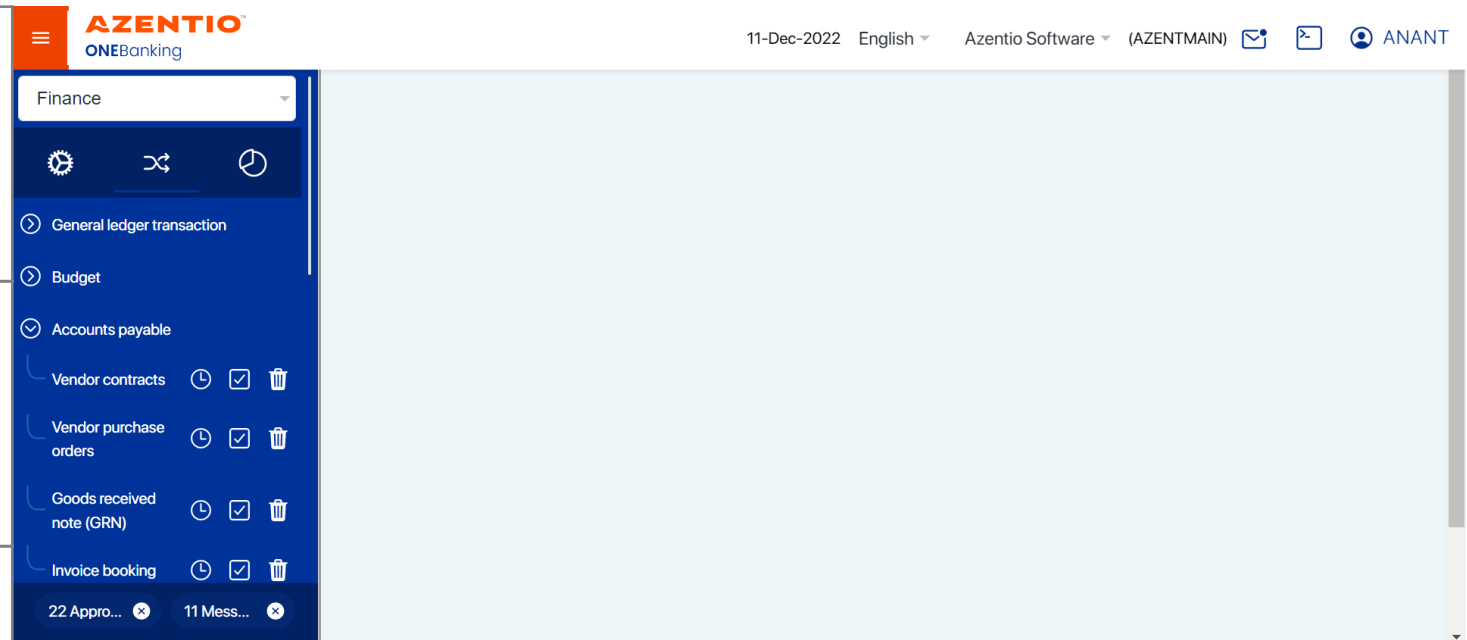 AZENTIO
ONEBanking
11-Dec-2022 English Azentio Software (AZENTMAIN) ANANT
Finance
General ledger transaction
Budget
Accounts payable
Vendor contracts
Vendor purchase
orders
Goods received
note (GRN)
Invoice booking
22 Appro... 11 Mess...